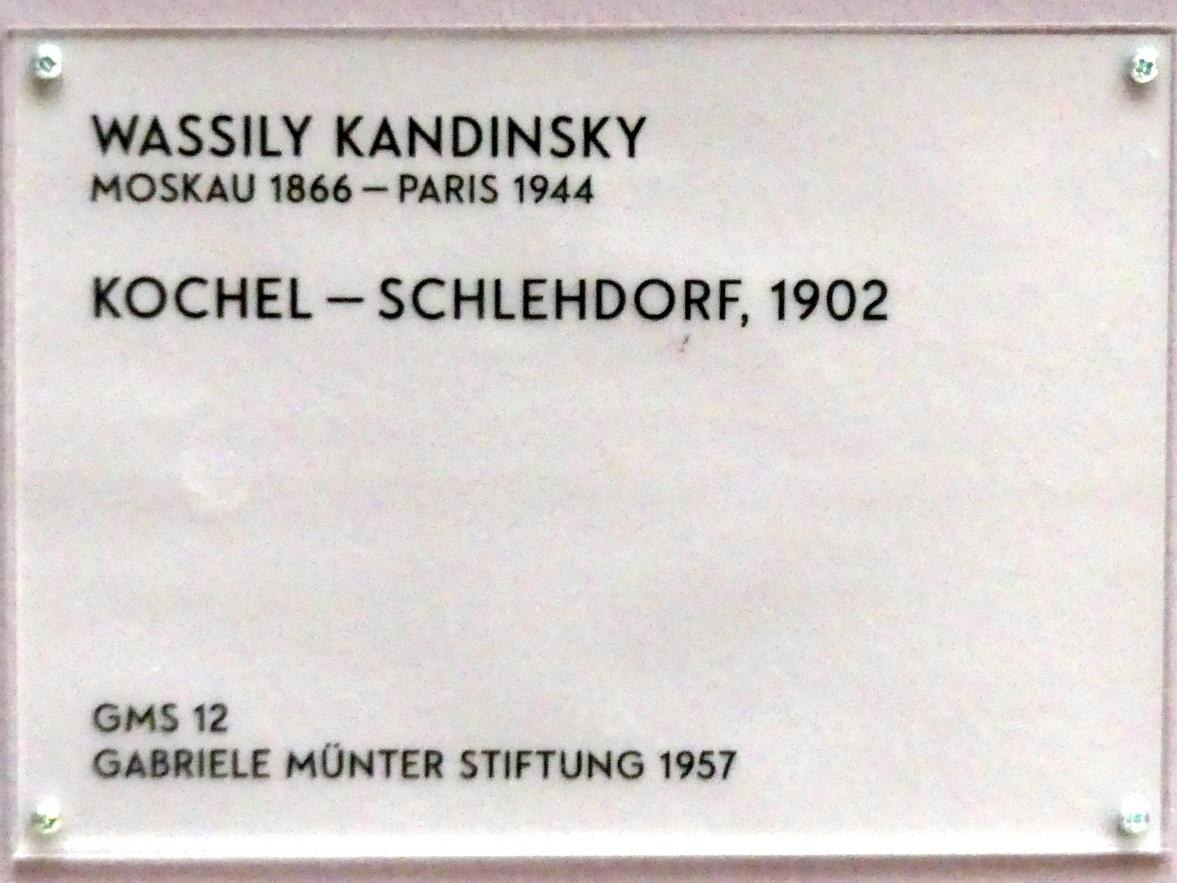 WASSILY KANDINSKY
MOSKAU 1866 – PARIS 1944
KOCHEL – SCHLEHDORF, 1902
GMS 12
GABRIELE MÜNTER STIFTUNG 1957